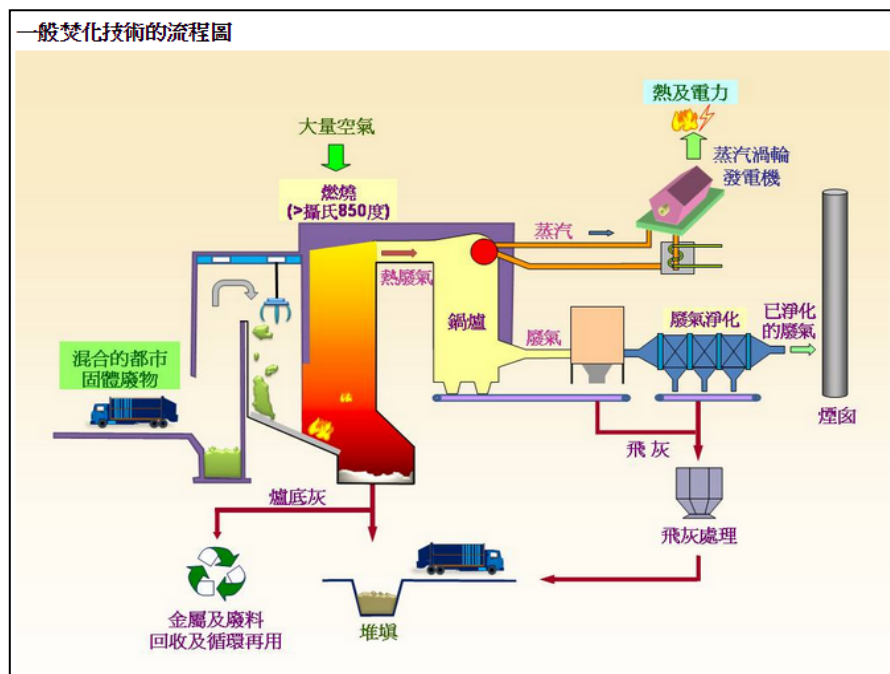 一般焚化技術的流程圖
熱及電力
大量空氣
蒸汽渦輪
發電機
燃燒
(>攝氏850度)
蒸汽
熱廢氣
鍋爐
廢氣
廢氣淨化
已淨化
的廢氣
混合的都市
固體廢物
煙囱
飛灰
爐底灰
飛灰處理
金屬及廢料
回收及循環再用
堆塡